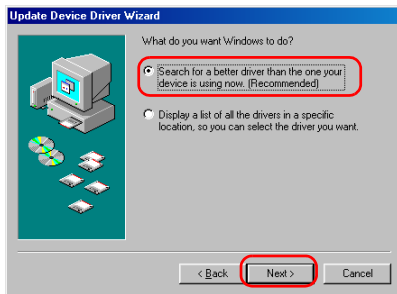 Update Device Driver Wizard
What do you want Windows to do?
Search for a better driver than the one your
device is using now. (Recommended)
Display a list of all the drivers in a specific
location, so you can select the driver you want.
< Back Next > Cancel